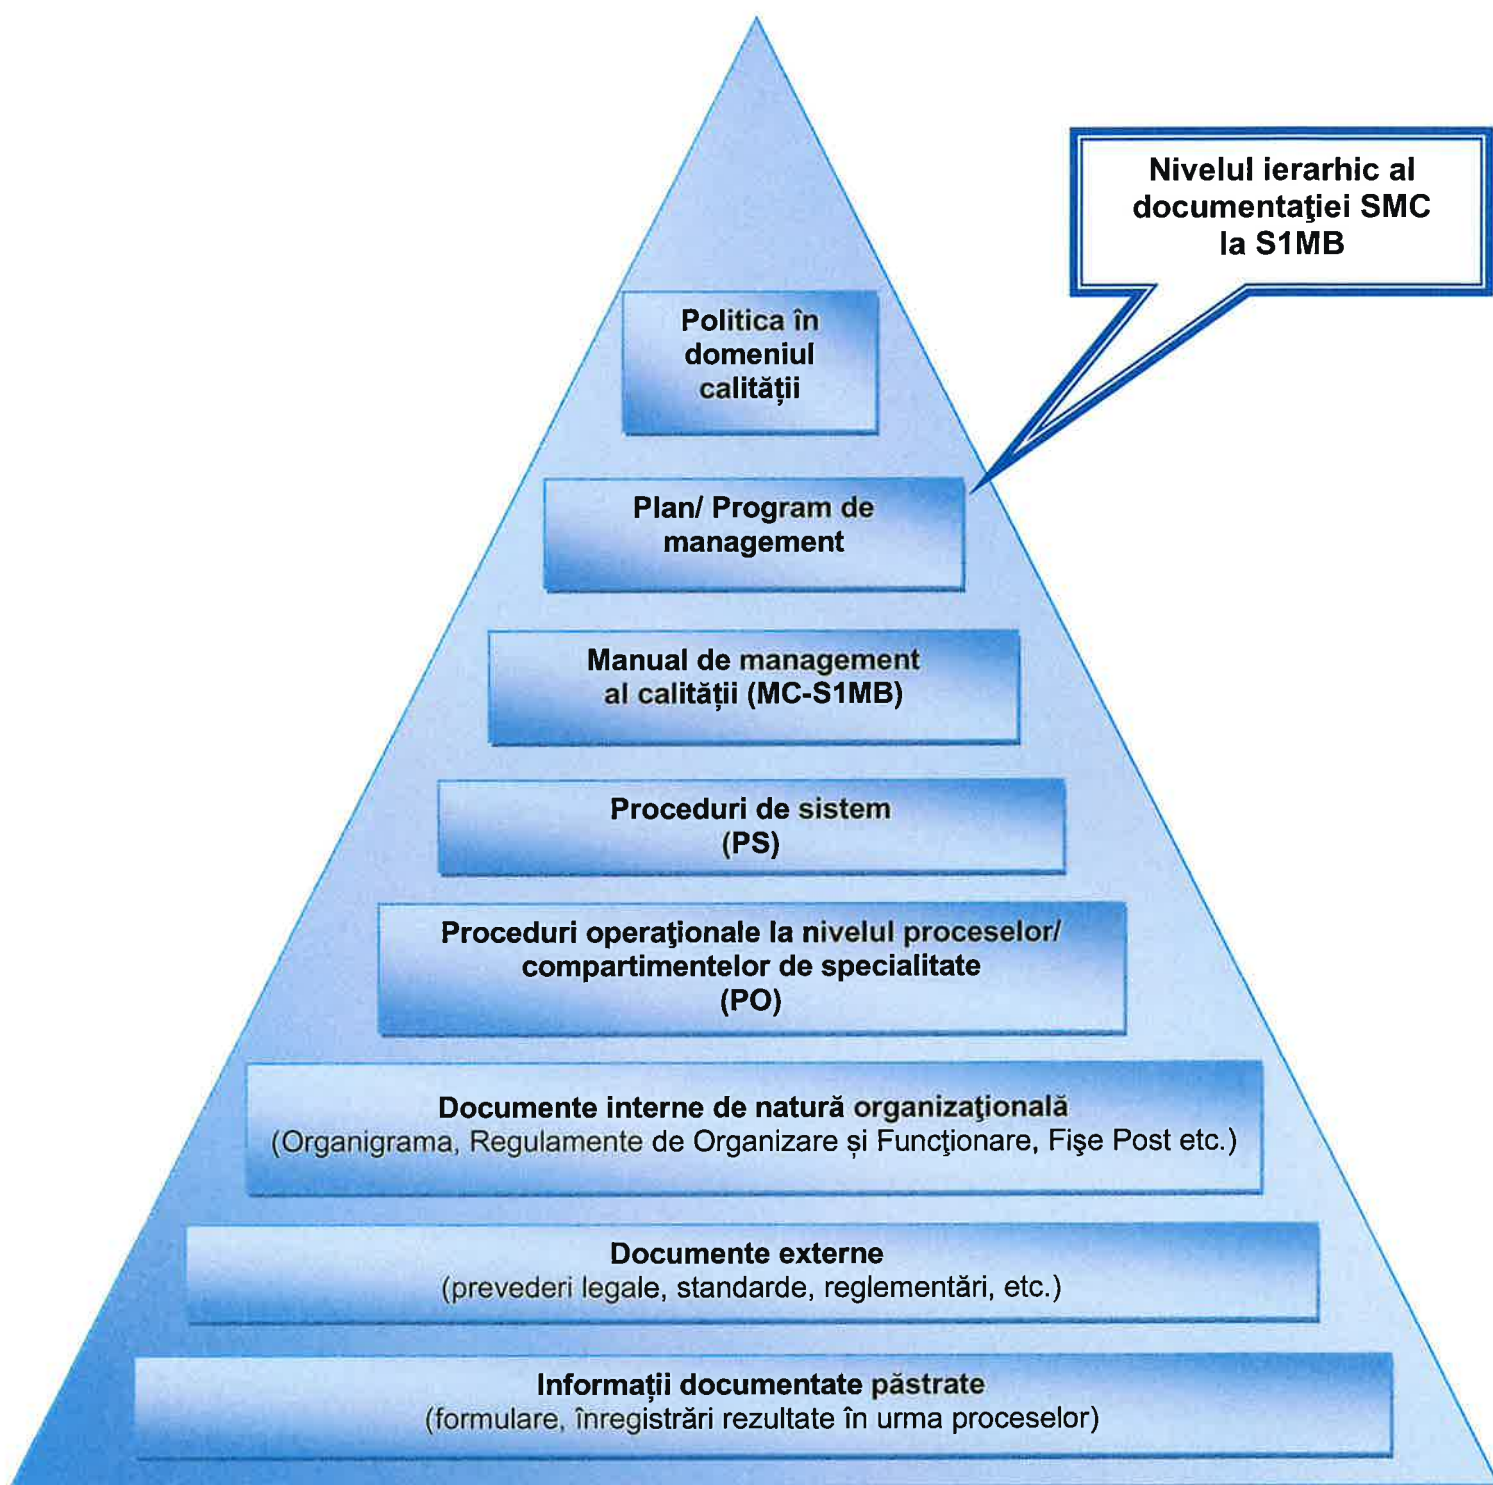 Nivelul ierarhic al
documentaţiei SMC
la S1MB
Politica în
domeniul
calității
Plan/ Program de
management
Manual de management
al calității (MC-S1MB)
Proceduri de sistem
(PS)
Proceduri operaţionale la nivelul proceselor/
compartimentelor de specialitate
(PO)
Documente interne de natură organizaţională
(Organigrama, Regulamente de Organizare și Funcţionare, Fişe Post etc.)
Documente externe
(prevederi legale, standarde, reglementări, etc.)
Informații documentate păstrate
(formulare, înregistrări rezultate în urma proceselor)